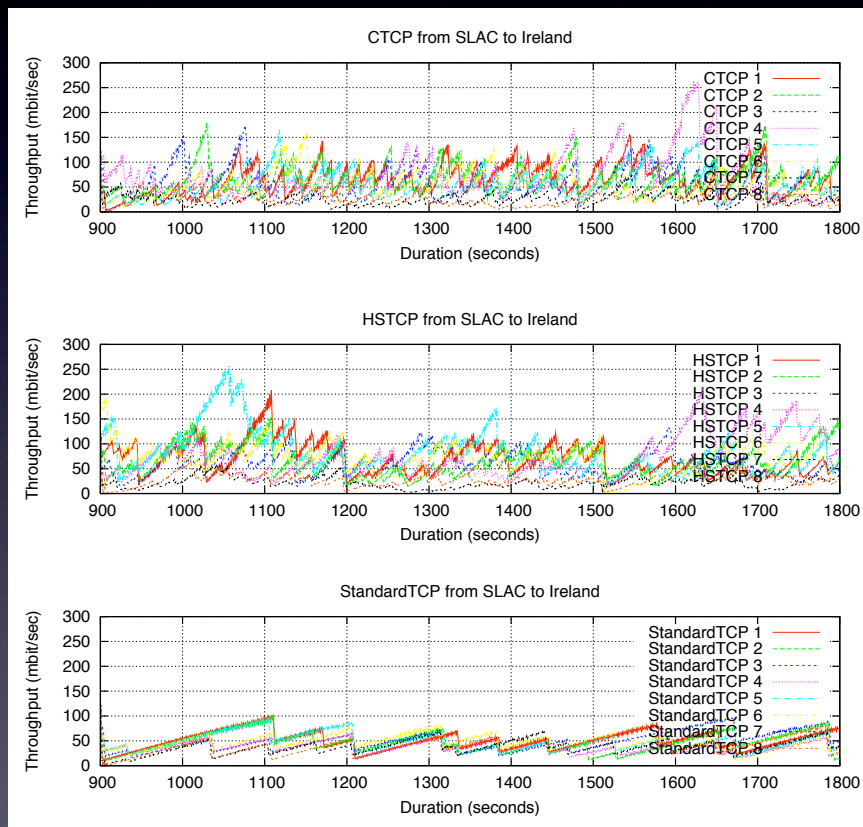 CTCP from SLAC to Ireland
Throughput (mbit/sec)
300
250
200
150
100
50
0
CTCP 1
CTCP 2
CTCP 3
CTCP 4
CTCP 5
CTCP 6
CTCP 7
CTCP 8
900 1000 1100 1200 1300 1400 1500 1600 1700 1800
Duration (seconds)
HSTCP from SLAC to Ireland
Throughput (mbit/sec)
300
250
200
150
100
50
0
HSTCP 1
HSTCP 2
HSTCP 3
HSTCP 4
HSTCP 5
HSTCP 6
HSTCP 7
HSTCP 8
900 1000 1100 1200 1300 1400 1500 1600 1700 1800
Duration (seconds)
StandardTCP from SLAC to Ireland
Throughput (mbit/sec)
300
250
200
150
100
50
0
StandardTCP 1
StandardTCP 2
StandardTCP 3
StandardTCP 4
StandardTCP 5
StandardTCP 6
StandardTCP 7
StandardTCP 8
900 1000 1100 1200 1300 1400 1500 1600 1700 1800
Duration (seconds)